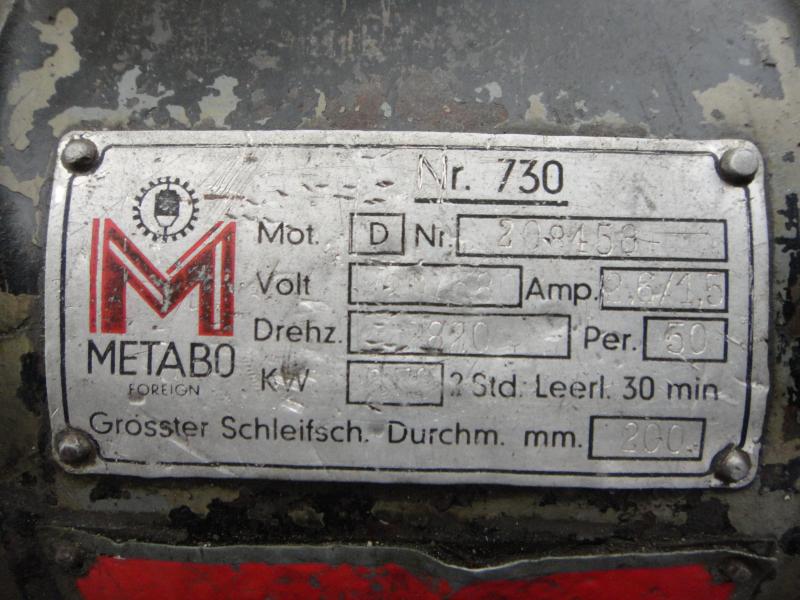 Nr. 730
Mot. D Nr. 208458
Volt Amp. 2.6/1,5
Drehz. 2820 Per. 50
METABO
FOREIGN
KW 2 Std. Leerl. 30 min
Grösster Schleifsch. Durchm. mm. 200